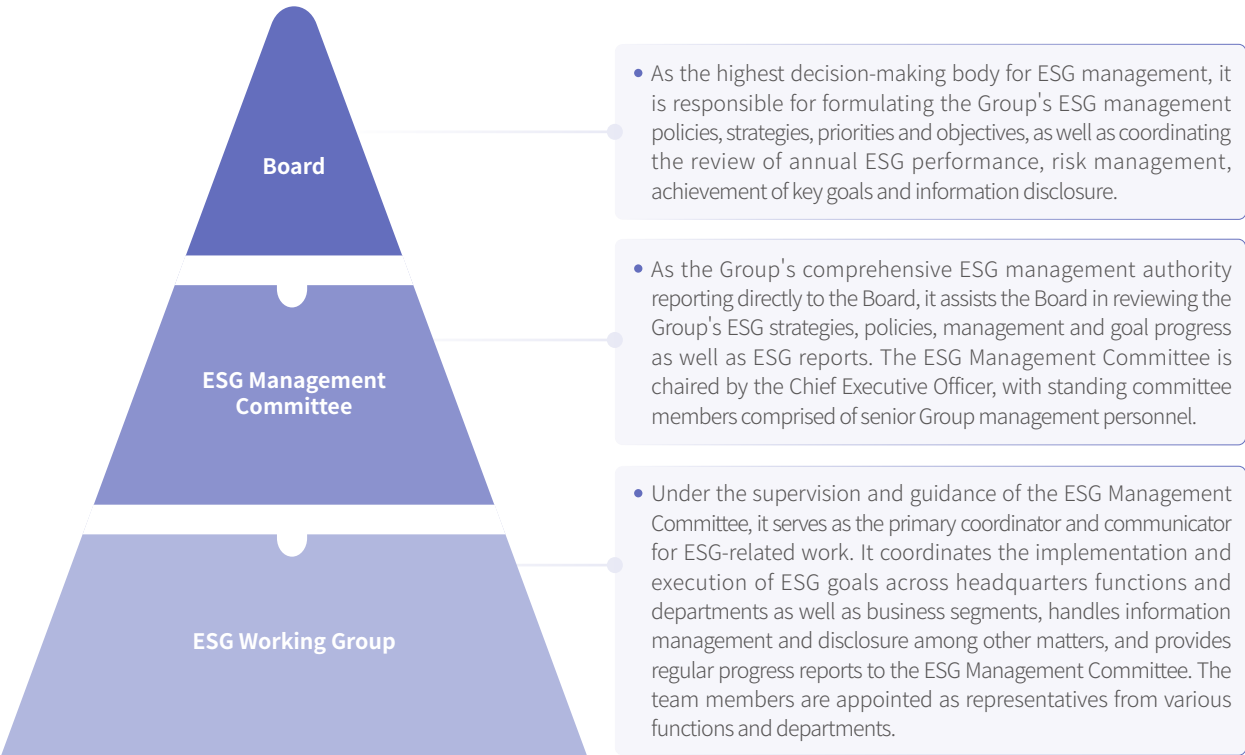 Board
• As the highest decision-making body for ESG management, it
is responsible for formulating the Group's ESG management
policies, strategies, priorities and objectives, as well as coordinating
the review of annual ESG performance, risk management,
achievement of key goals and information disclosure.
ESG Management
Committee
• As the Group's comprehensive ESG management authority
reporting directly to the Board, it assists the Board in reviewing the
Group's ESG strategies, policies, management and goal progress
as well as ESG reports. The ESG Management Committee is
chaired by the Chief Executive Officer, with standing committee
members comprised of senior Group management personnel.
ESG Working Group
• Under the supervision and guidance of the ESG Management
Committee, it serves as the primary coordinator and communicator
for ESG-related work. It coordinates the implementation and
execution of ESG goals across headquarters functions and
departments as well as business segments, handles information
management and disclosure among other matters, and provides
regular progress reports to the ESG Management Committee. The
team members are appointed as representatives from various
functions and departments.